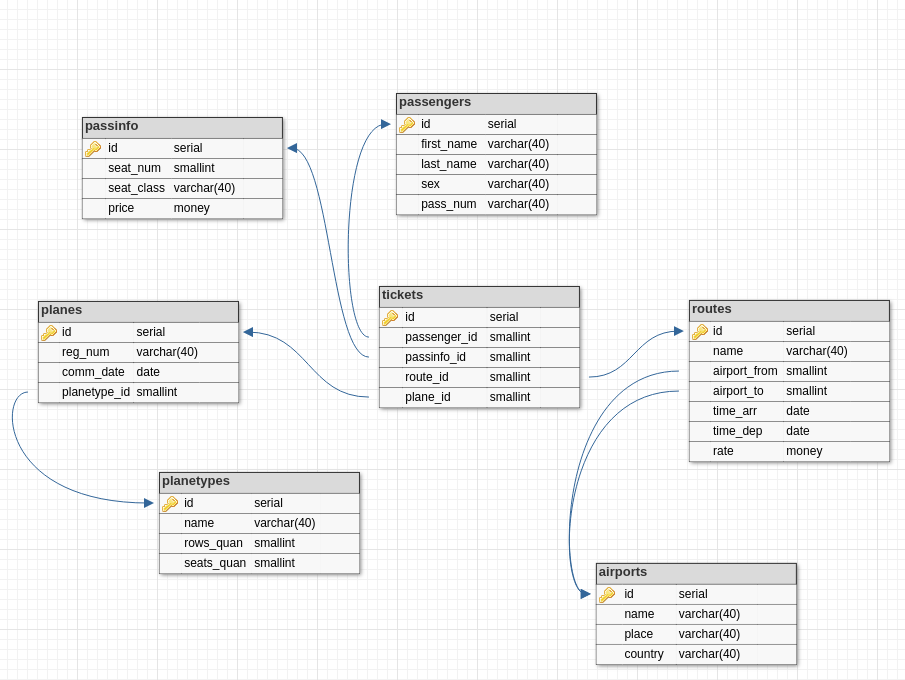 passengers
id serial
first_name varchar(40)
last_name varchar(40)
sex varchar(40)
pass_num varchar(40)
passinfo
id serial
seat_num smallint
seat_class varchar(40)
price money
tickets
id serial
passenger_id smallint
passinfo_id smallint
route_id smallint
plane_id smallint
planes
id serial
reg_num varchar(40)
comm_date date
planetype_id smallint
routes
id serial
name varchar(40)
airport_from smallint
airport_to smallint
time_arr date
time_dep date
rate money
planetypes
id serial
name varchar(40)
rows_quan smallint
seats_quan smallint
airports
id serial
name varchar(40)
place varchar(40)
country varchar(40)